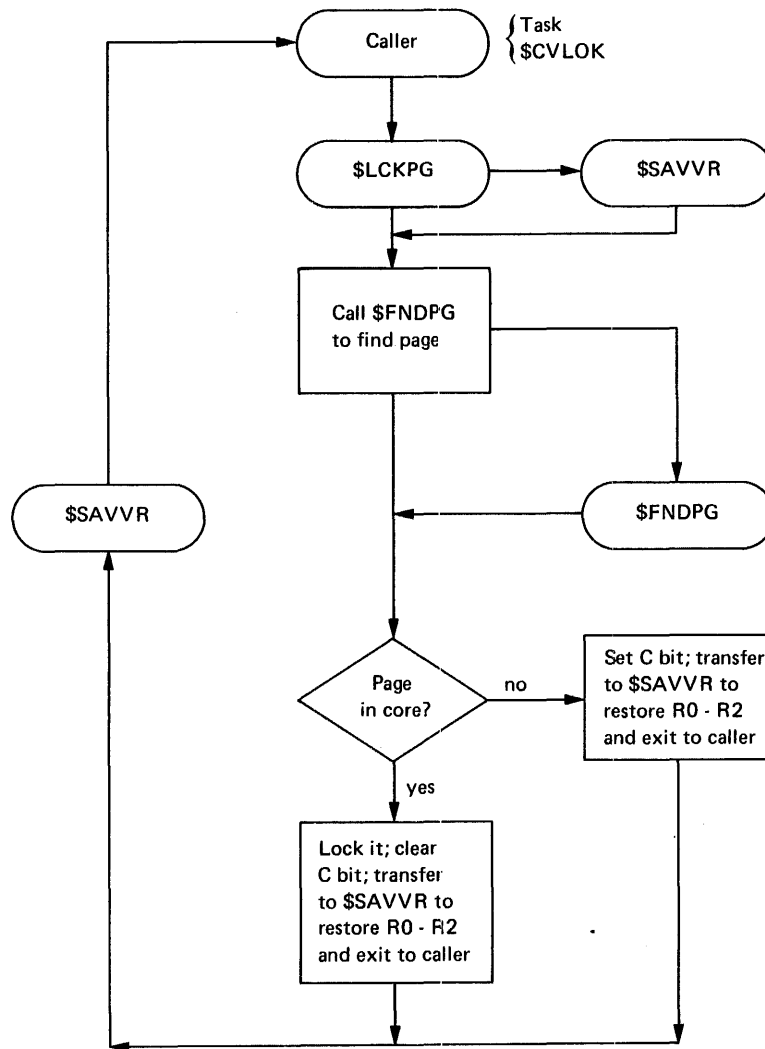 Caller
Task
$CVLOK
$LCKPG
$SAVVR
Call $FNDPG
to find page
$SAVVR
$FNDPG
Page
in core?
no
Set C bit; transfer
to $SAVVR to
restore R0 - R2
and exit to caller
yes
Lock it; clear
C bit; transfer
to $SAVVR to
restore R0 - R2
and exit to caller